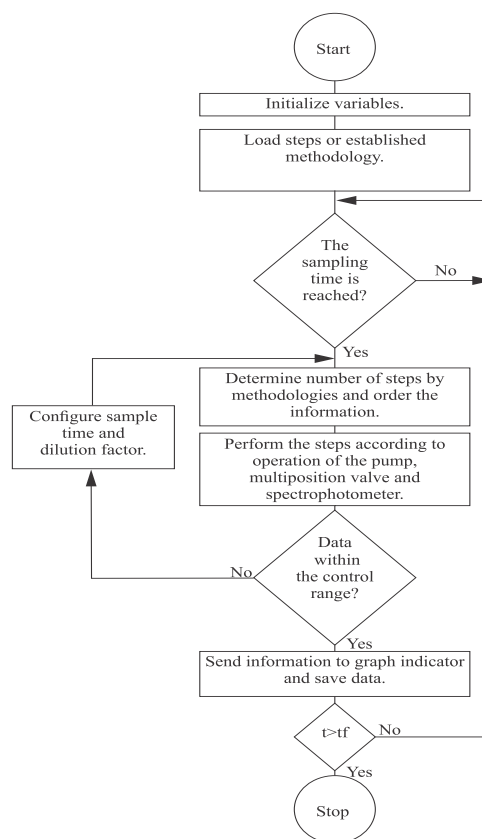 Start
Initialize variables.
Load steps or established
methodology.
The
sampling
time is
reached?
No
Yes
Determine number of steps by
methodologies and order the
information.
Configure sample
time and
dilution factor.
Perform the steps according to
operation of the pump,
multiposition valve and
spectrophotometer.
Data
within
the control
range?
No
Yes
Send information to graph indicator
and save data.
t>tf
No
Yes
Stop